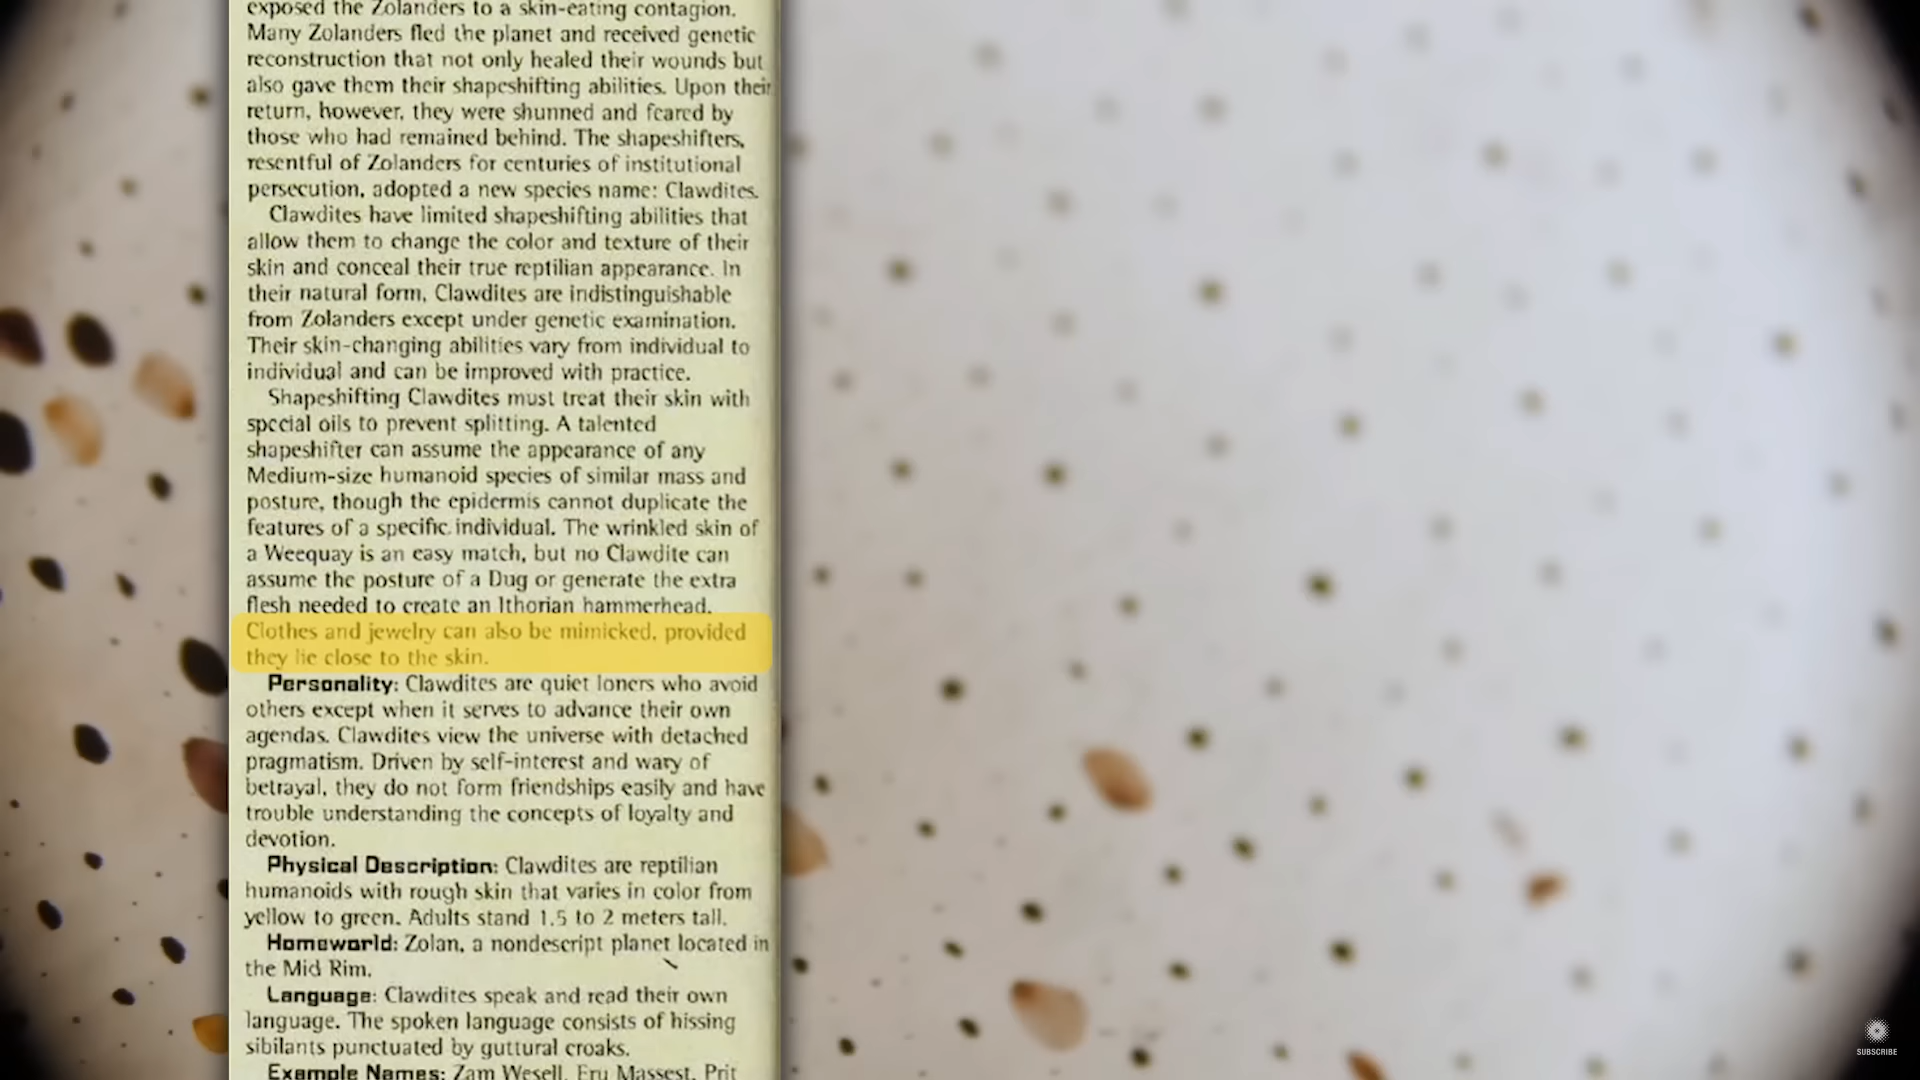 exposed the Zolanders to a skin-eating contagion.
Many Zolanders fled the planet and received genetic
reconstruction that not only healed their wounds but
also gave them their shapeshifting abilities. Upon their
return, however, they were shunned and feared by
those who had remained behind. The shapeshifters,
resentful of Zolanders for centuries of institutional
persecution, adopted a new species name: Clawdites.
Clawdites have limited shapeshifting abilities that
allow them to change the color and texture of their
skin and conceal their true reptilian appearance. In
their natural form, Clawdites are indistinguishable
from Zolanders except under genetic examination.
Their skin-changing abilities vary from individual to
individual and can be improved with practice.
Shapeshifting Clawdites must treat their skin with
special oils to prevent splitting. A talented
shapeshifter can assume the appearance of any
Medium-size humanoid species of similar mass and
posture, though the epidermis cannot duplicate the
features of a specific individual. The wrinkled skin of
a Weequay is an easy match, but no Clawdite can
assume the posture of a Dug or generate the extra
flesh needed to create an Ithorian hammerhead.
Clothes and jewelry can also be mimicked, provided
they lie close to the skin.
Personality: Clawdites are quiet loners who avoid
others except when it serves to advance their own
agendas. Clawdites view the universe with detached
pragmatism. Driven by self-interest and wary of
betrayal, they do not form friendships easily and have
trouble understanding the concepts of loyalty and
devotion.
Physical Description: Clawdites are reptilian
humanoids with rough skin that varies in color from
yellow to green. Adults stand 1.5 to 2 meters tall.
Homeworld: Zolan, a nondescript planet located in
the Mid Rim.
Language: Clawdites speak and read their own
language. The spoken language consists of hissing
sibilants punctuated by guttural croaks.
Example Names: Zam Wesell, Eru Massest, Prit
SUBSCRIBE